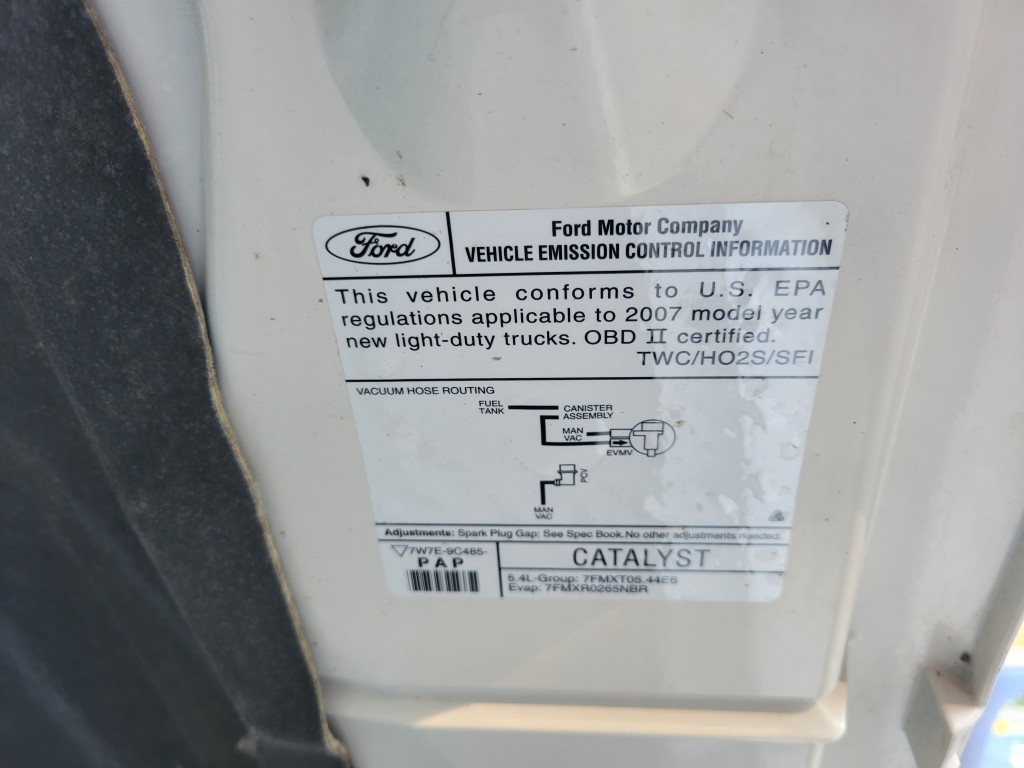 Ford
Ford Motor Company
VEHICLE EMISSION CONTROL INFORMATION
This vehicle conforms to U.S. EPA
regulations applicable to 2007 model year
new light-duty trucks. OBD II certified.
TWC/HO2S/SFI
VACUUM HOSE ROUTING
FUEL
TANK
CANISTER
ASSEMBLY
MAN
VAC
EVMV
PCV
MAN
VAC
Adjustments: Spark Plug Gap: See Spec Book.No other adjustments needed.
7W7E-9C485-
PAP
CATALYST
5.4L-Group: 7FMXT05.44E6
Evap: 7FMXR0265NBR